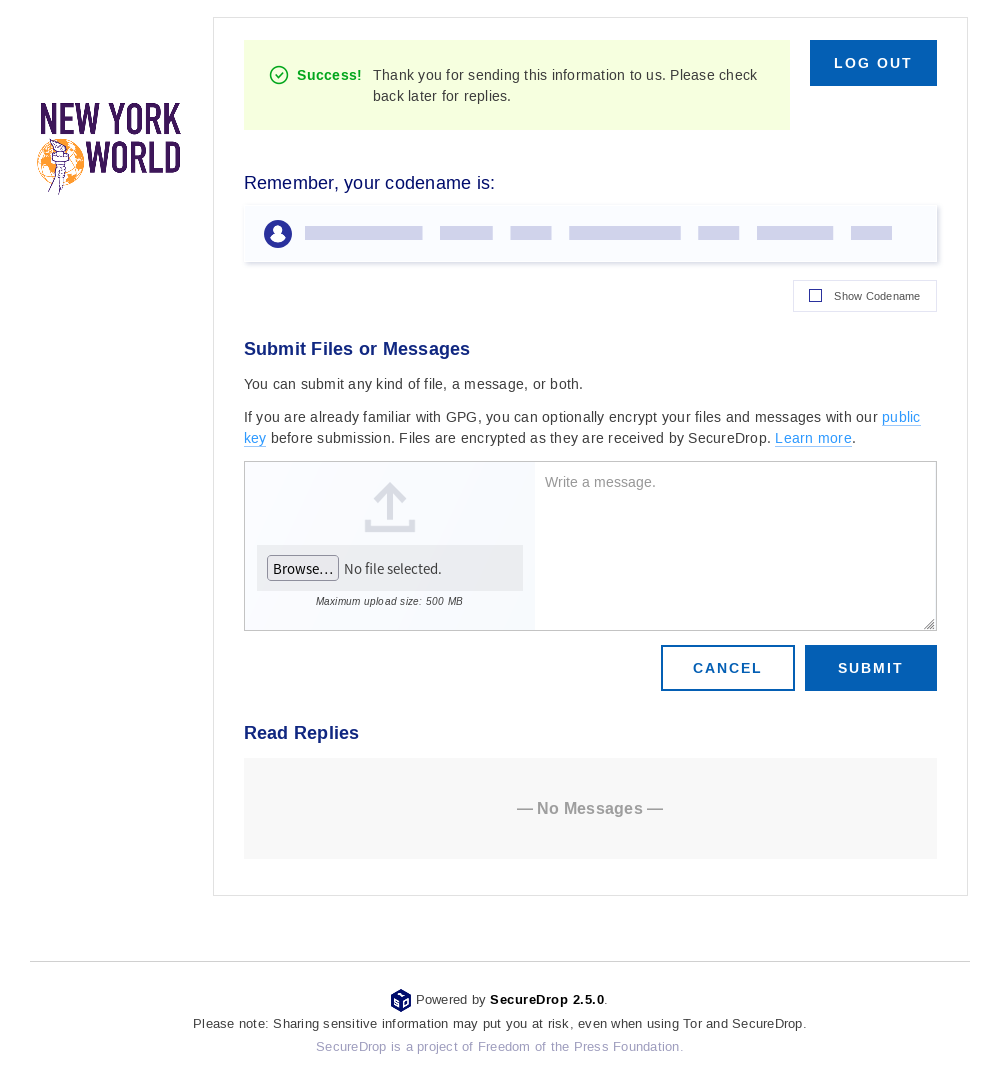 NEW YORK
WORLD
Success! Thank you for sending this information to us. Please check
back later for replies.
LOG OUT
Remember, your codename is:
Show Codename
Submit Files or Messages
You can submit any kind of file, a message, or both.
If you are already familiar with GPG, you can optionally encrypt your files and messages with our public
key before submission. Files are encrypted as they are received by SecureDrop. Learn more.
Browse… No file selected.
Maximum upload size: 500 MB
Write a message.
CANCEL
SUBMIT
Read Replies
— No Messages —
Powered by SecureDrop 2.5.0.
Please note: Sharing sensitive information may put you at risk, even when using Tor and SecureDrop.
SecureDrop is a project of Freedom of the Press Foundation.